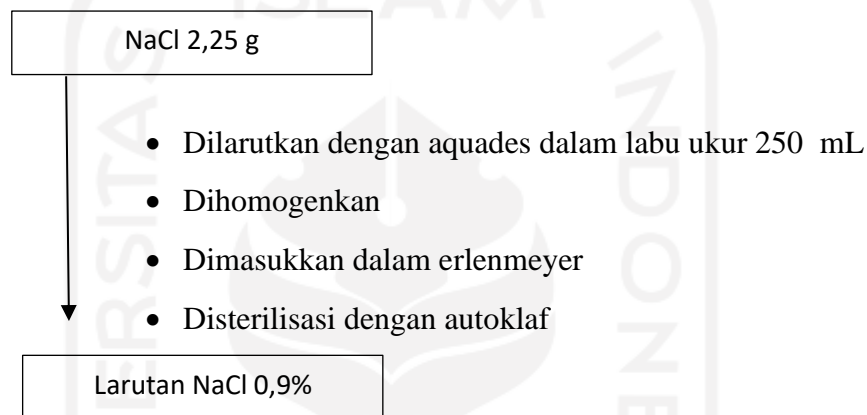 ISLAM
NaCl 2,25 g
• Dilarutkan dengan aquades dalam labu ukur 250 mL
• Dihomogenkan
• Dimasukkan dalam erlenmeyer
• Disterilisasi dengan autoklaf
Larutan NaCl 0,9%